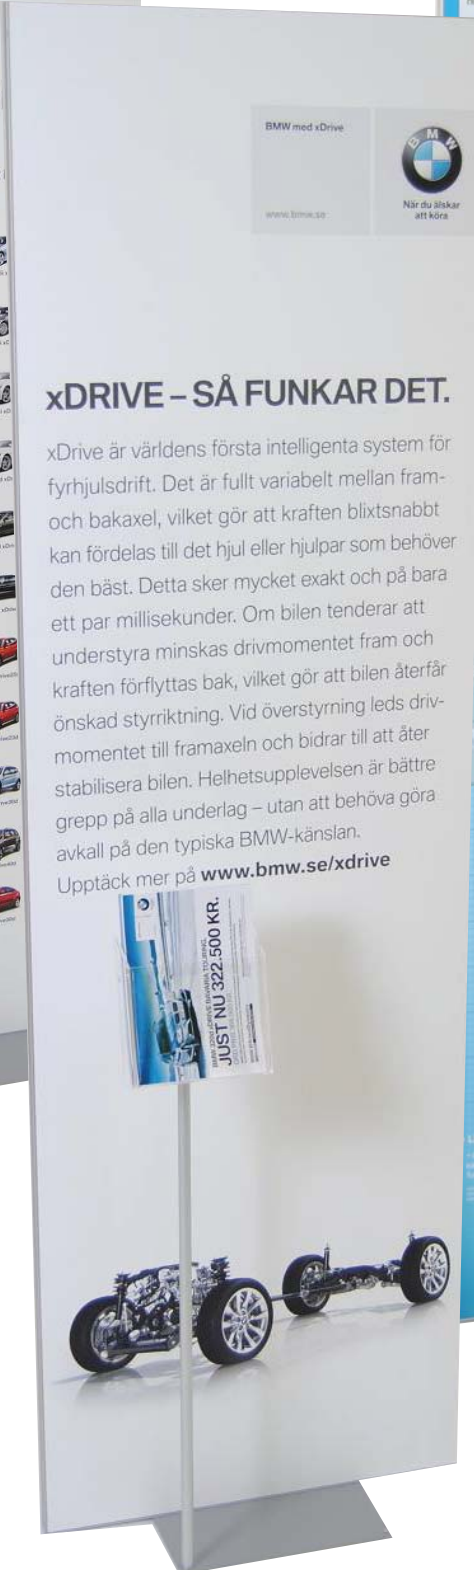 BMW med xDrive
www.bmw.se
BMW
När du älskar
att köra
xDRIVE – SÅ FUNKAR DET.
xDrive är världens första intelligenta system för
fyrhjulsdrift. Det är fullt variabelt mellan fram-
och bakaxel, vilket gör att kraften blixtsnabbt
kan fördelas till det hjul eller hjulpar som behöver
den bäst. Detta sker mycket exakt och på bara
ett par millisekunder. Om bilen tenderar att
understyra minskas drivmomentet fram och
kraften förflyttas bak, vilket gör att bilen återfår
önskad styrriktning. Vid överstyrning leds driv-
momentet till framaxeln och bidrar till att åter
stabilisera bilen. Helhetsupplevelsen är bättre
grepp på alla underlag – utan att behöva göra
avkall på den typiska BMW-känslan.
Upptäck mer på www.bmw.se/xdrive
BMW 320d xDRIVE BAVARIA TOURING.
JUST NU 322.500 KR.